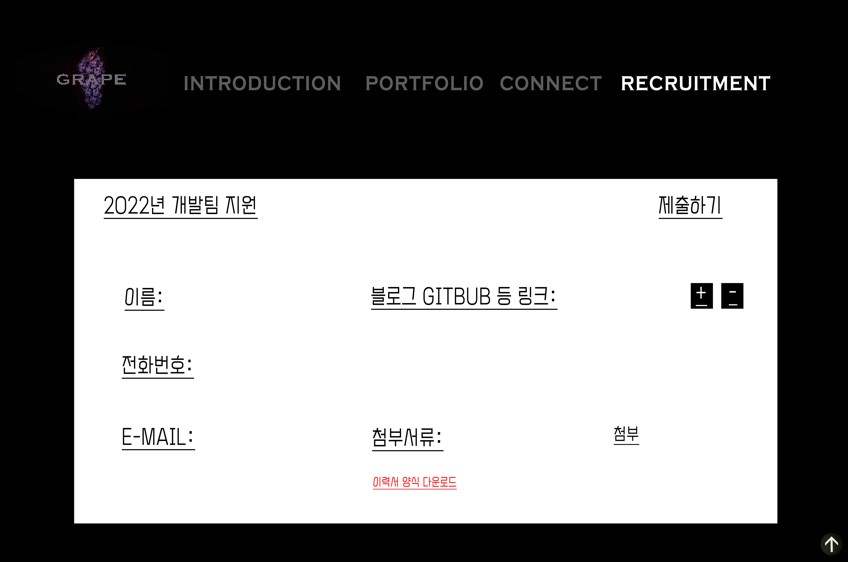 GRAPE
INTRODUCTION PORTFOLIO CONNECT RECRUITMENT
2022년 개발팀 지원 제출하기
이름: 블로그 GITBUB 등 링크: + -
전화번호:
E-MAIL: 첨부서류: 첨부
이력서 양식 다운로드